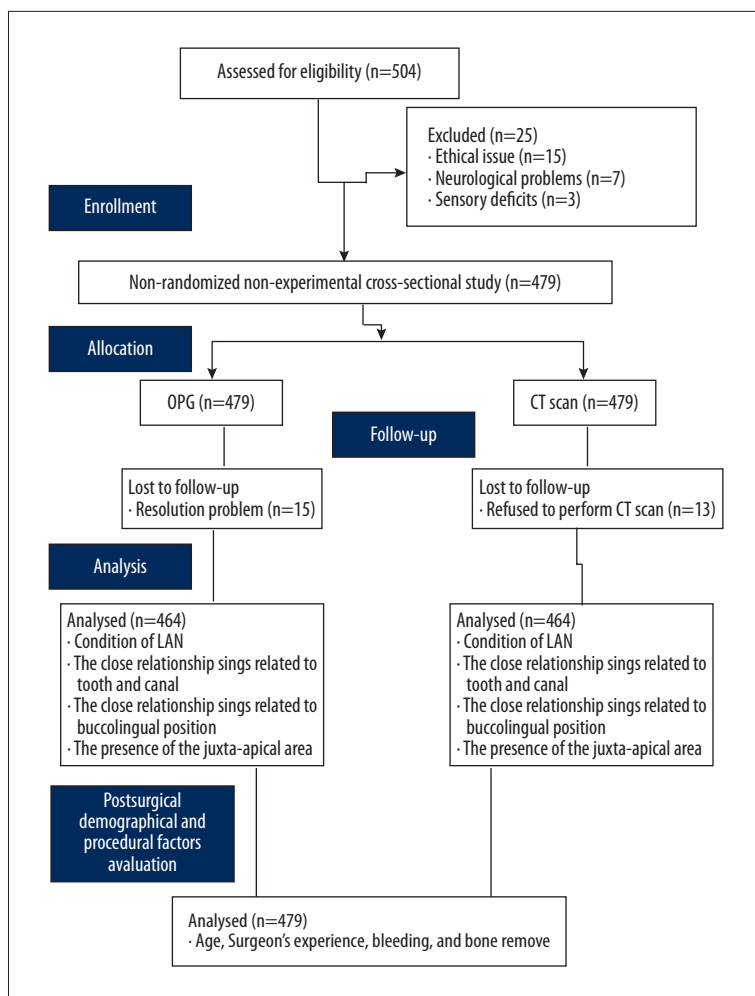 Assessed for eligibility (n=504)
Excluded (n=25)
· Ethical issue (n=15)
· Neurological problems (n=7)
· Sensory deficits (n=3)
Enrollment
Non-randomized non-experimental cross-sectional study (n=479)
Allocation
OPG (n=479)
CT scan (n=479)
Follow-up
Lost to follow-up
· Resolution problem (n=15)
Lost to follow-up
· Refused to perform CT scan (n=13)
Analysis
Analysed (n=464)
· Condition of LAN
· The close relationship sings related to
tooth and canal
· The close relationship sings related to
buccolingual position
· The presence of the juxta-apical area
Analysed (n=464)
· Condition of LAN
· The close relationship sings related to
tooth and canal
· The close relationship sings related to
buccolingual position
· The presence of the juxta-apical area
Postsurgical
demographical and
procedural factors
avaluation
Analysed (n=479)
· Age, Surgeon's experience, bleeding, and bone remove